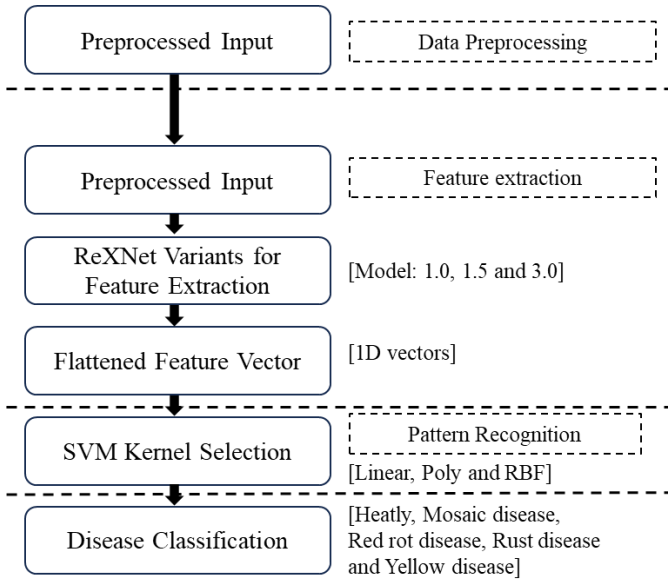 Preprocessed Input
Data Preprocessing
Preprocessed Input
Feature extraction
ReXNet Variants for
Feature Extraction
[Model: 1.0, 1.5 and 3.0]
Flattened Feature Vector
[1D vectors]
SVM Kernel Selection
Pattern Recognition
[Linear, Poly and RBF]
Disease Classification
[Heatly, Mosaic disease,
Red rot disease, Rust disease
and Yellow disease]